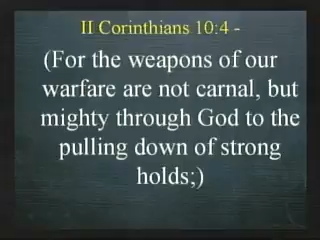 II Corinthians 10:4 -
(For the weapons of our
warfare are not carnal, but
mighty through God to the
pulling down of strong
holds;)